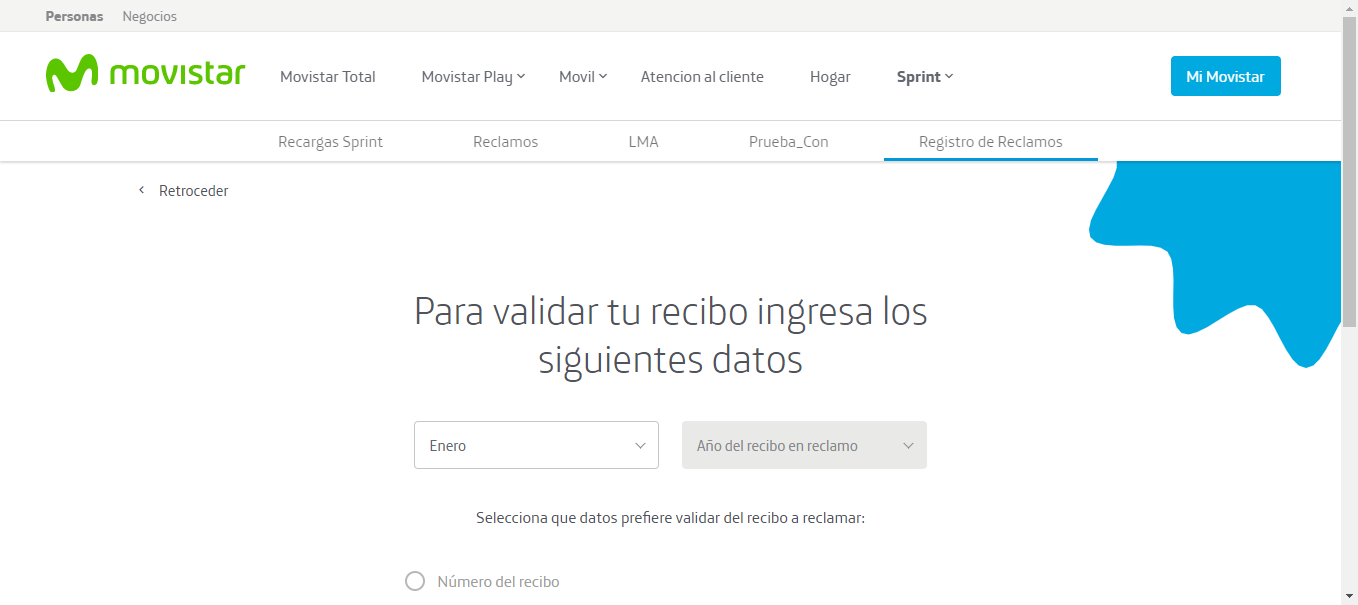 Personas Negocios
movistar Movistar Total Movistar Play Movil Atencion al cliente Hogar Sprint Mi Movistar
Recargas Sprint Reclamos LMA Prueba_Con Registro de Reclamos
Retroceder
Para validar tu recibo ingresa los
siguientes datos
Enero Año del recibo en reclamo
Selecciona que datos prefiere validar del recibo a reclamar:
Número del recibo